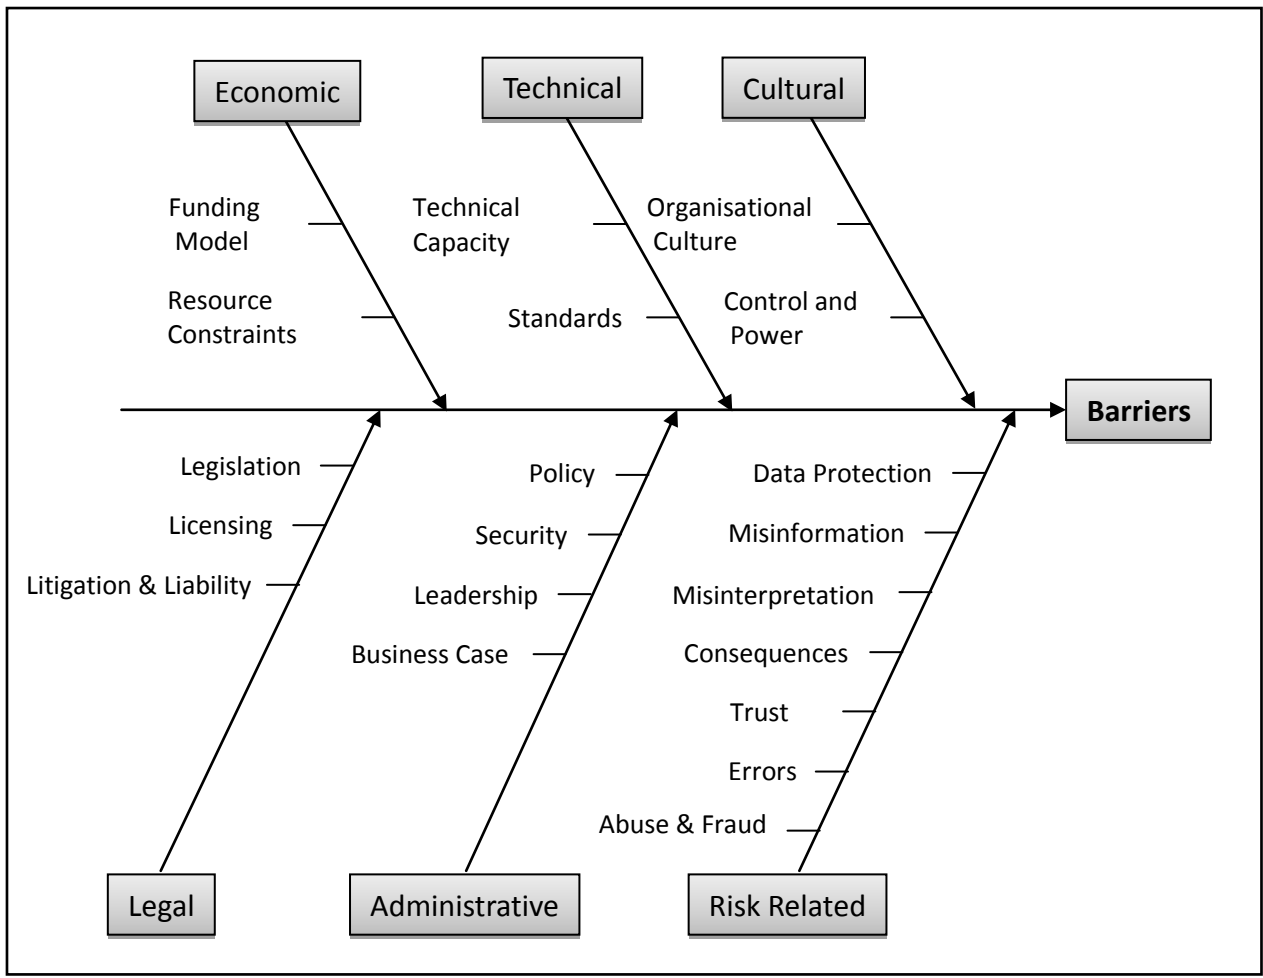 Economic
Technical
Cultural
Funding
Model
Technical
Capacity
Organisational
Culture
Resource
Constraints
Standards
Control and
Power
Barriers
Legislation
Licensing
Litigation & Liability
Policy
Security
Leadership
Business Case
Data Protection
Misinformation
Misinterpretation
Consequences
Trust
Errors
Abuse & Fraud
Legal
Administrative
Risk Related